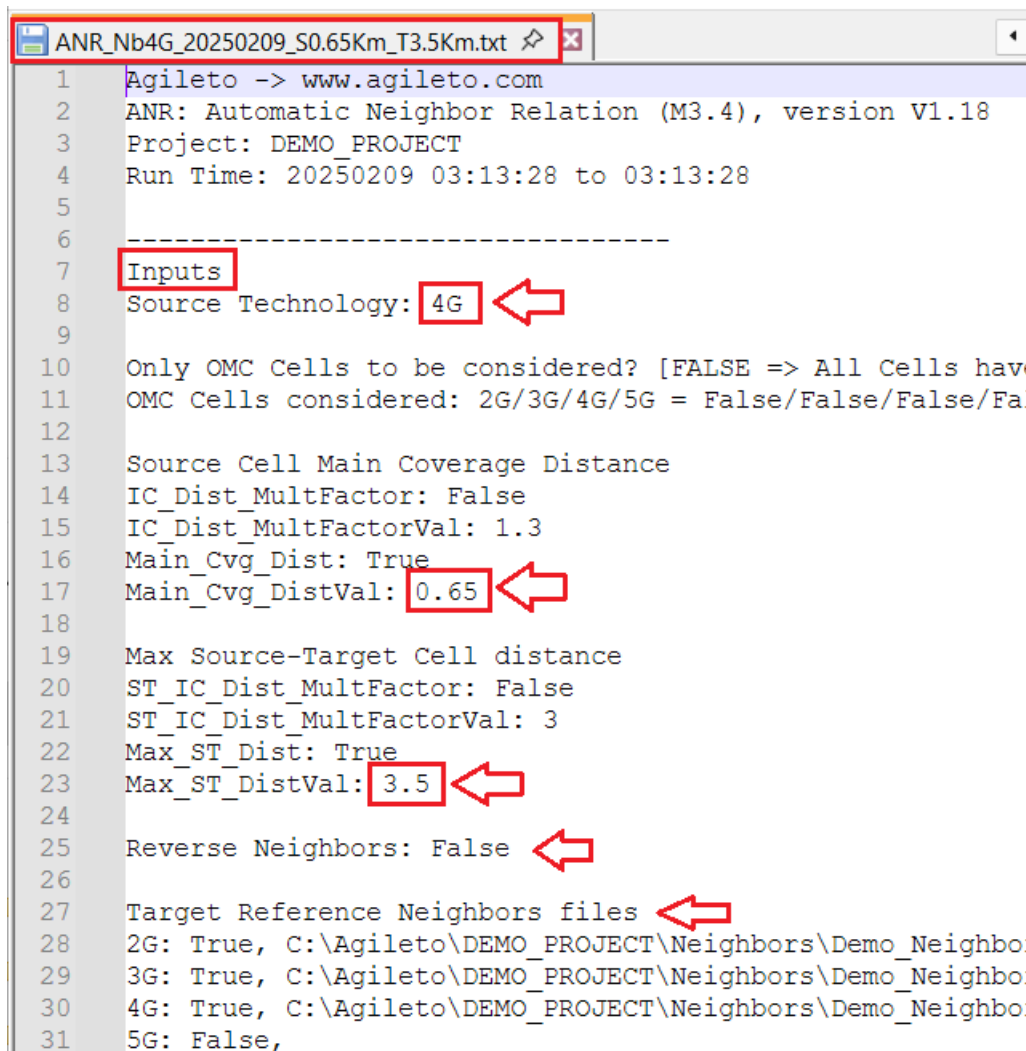 ANR_Nb4G_20250209_S0.65Km_T3.5Km.txt
1 Agileto -> www.agileto.com
2 ANR: Automatic Neighbor Relation (M3.4), version V1.18
3 Project: DEMO_PROJECT
4 Run Time: 20250209 03:13:28 to 03:13:28
5
6 ----------------------------------
7 Inputs
8 Source Technology: 4G
9
10 Only OMC Cells to be considered? [FALSE => All Cells hav
11 OMC Cells considered: 2G/3G/4G/5G = False/False/False/Fa
12
13 Source Cell Main Coverage Distance
14 IC_Dist_MultFactor: False
15 IC_Dist_MultFactorVal: 1.3
16 Main_Cvg_Dist: True
17 Main_Cvg_DistVal: 0.65
18
19 Max Source-Target Cell distance
20 ST_IC_Dist_MultFactor: False
21 ST_IC_Dist_MultFactorVal: 3
22 Max_ST_Dist: True
23 Max_ST_DistVal: 3.5
24
25 Reverse Neighbors: False
26
27 Target Reference Neighbors files
28 2G: True, C:\Agileto\DEMO_PROJECT\Neighbors\Demo_Neighbo
29 3G: True, C:\Agileto\DEMO_PROJECT\Neighbors\Demo_Neighbo
30 4G: True, C:\Agileto\DEMO_PROJECT\Neighbors\Demo_Neighbo
31 5G: False,